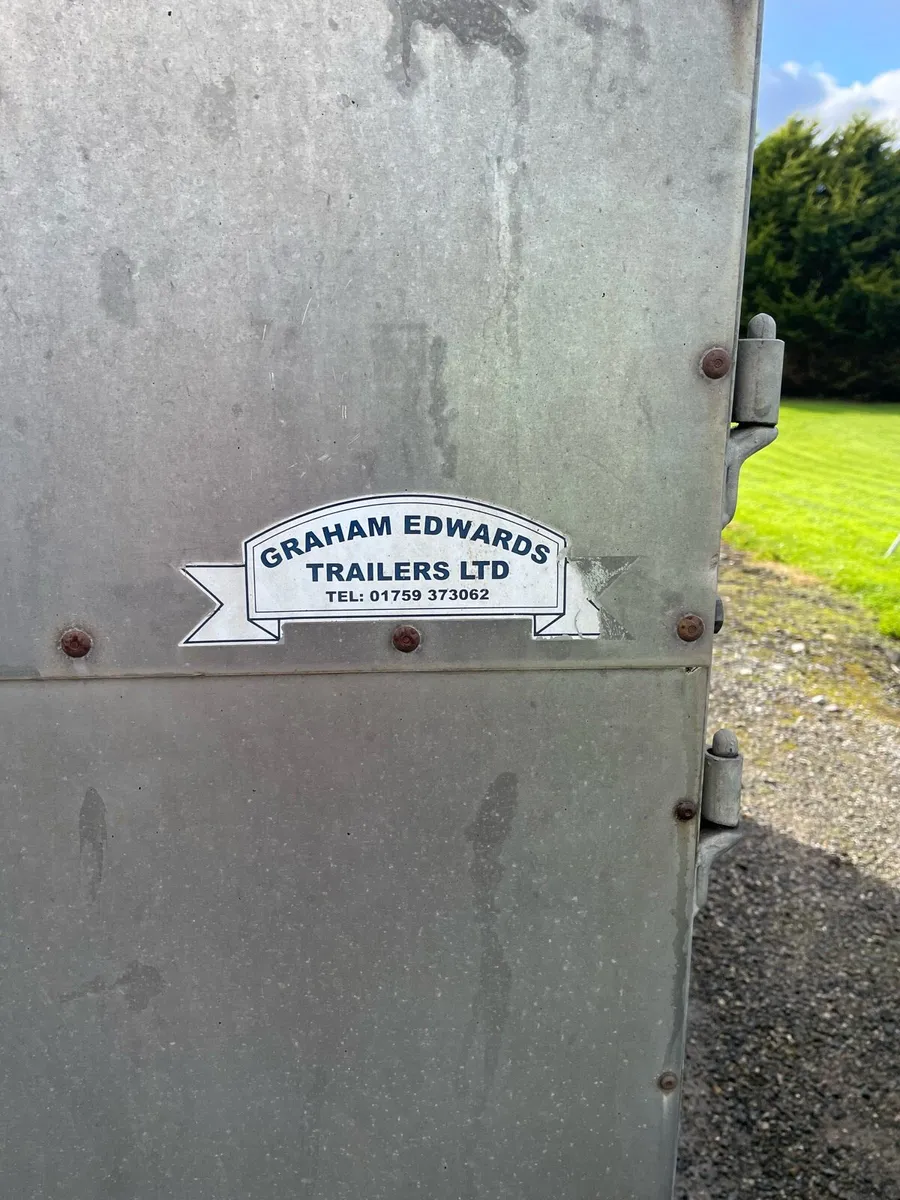 GRAHAM EDWARDS
TRAILERS LTD
TEL: 01759 373062